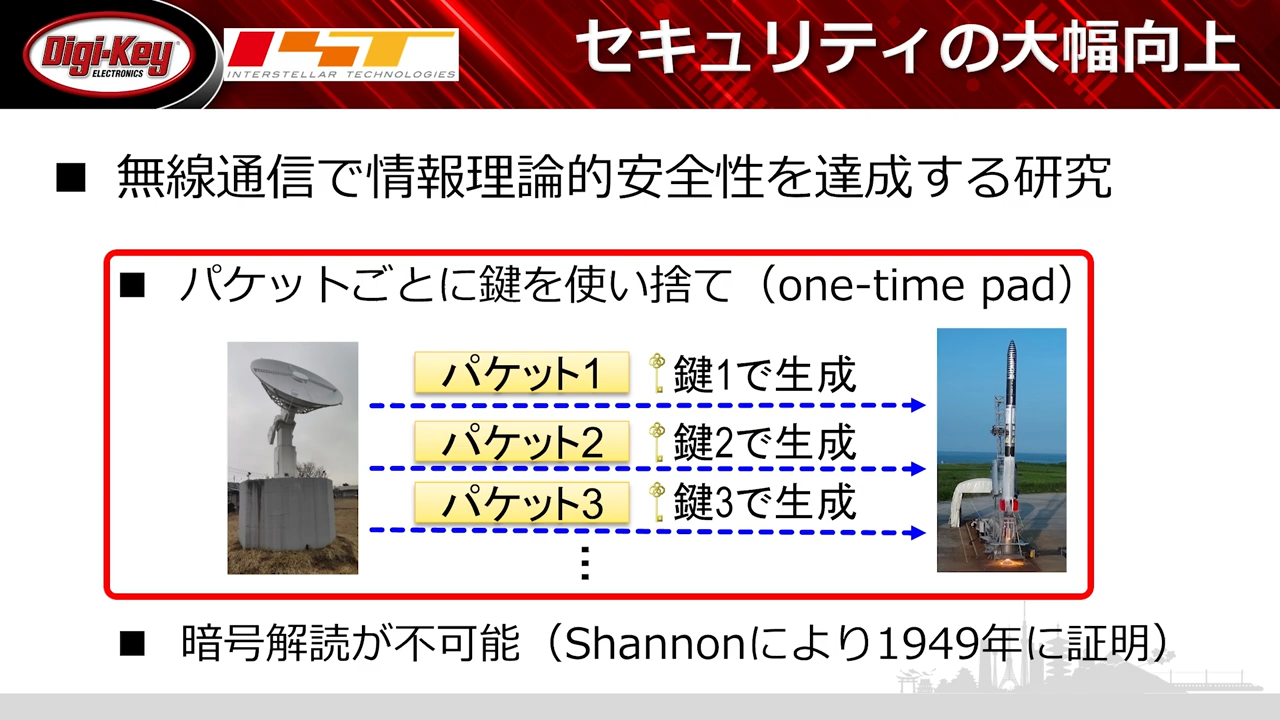 Digi-Key
ELECTRONICS
IST
INTERSTELLAR TECHNOLOGIES
セキュリティの大幅向上
■ 無線通信で情報理論的安全性を達成する研究
■ パケットごとに鍵を使い捨て（one-time pad）
パケット1 鍵1で生成
パケット2 鍵2で生成
パケット3 鍵3で生成
⋮
■ 暗号解読が不可能（Shannonにより1949年に証明）